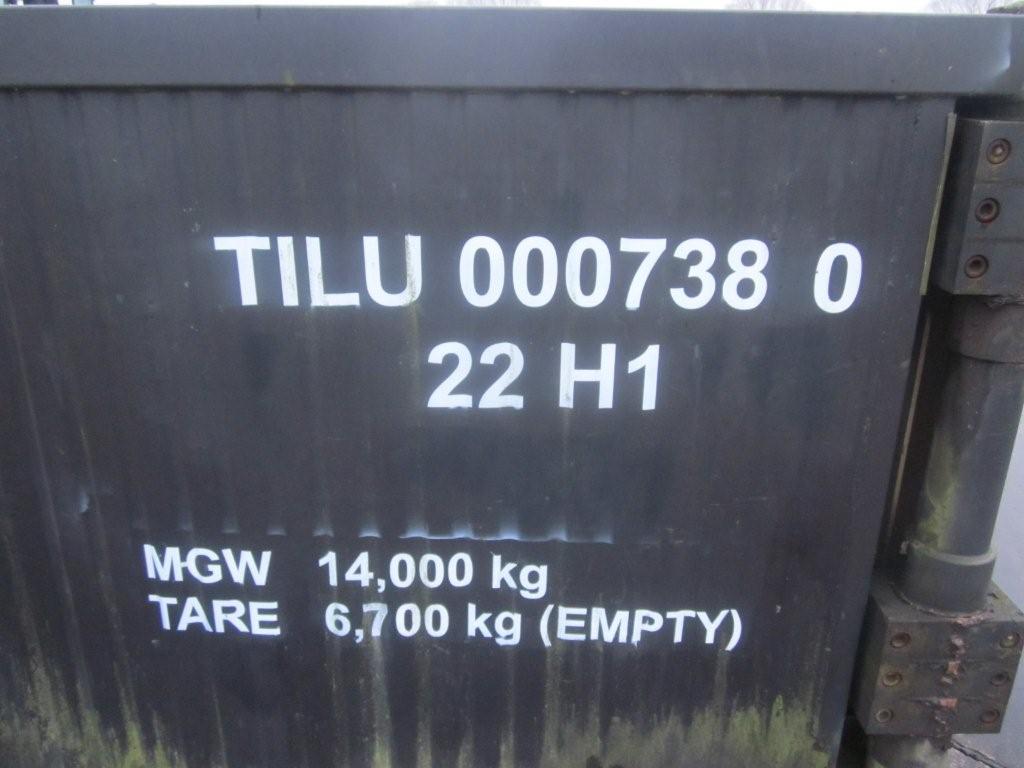 TILU 000738 0
22 H1
MGW 14,000 kg
TARE 6,700 kg (EMPTY)